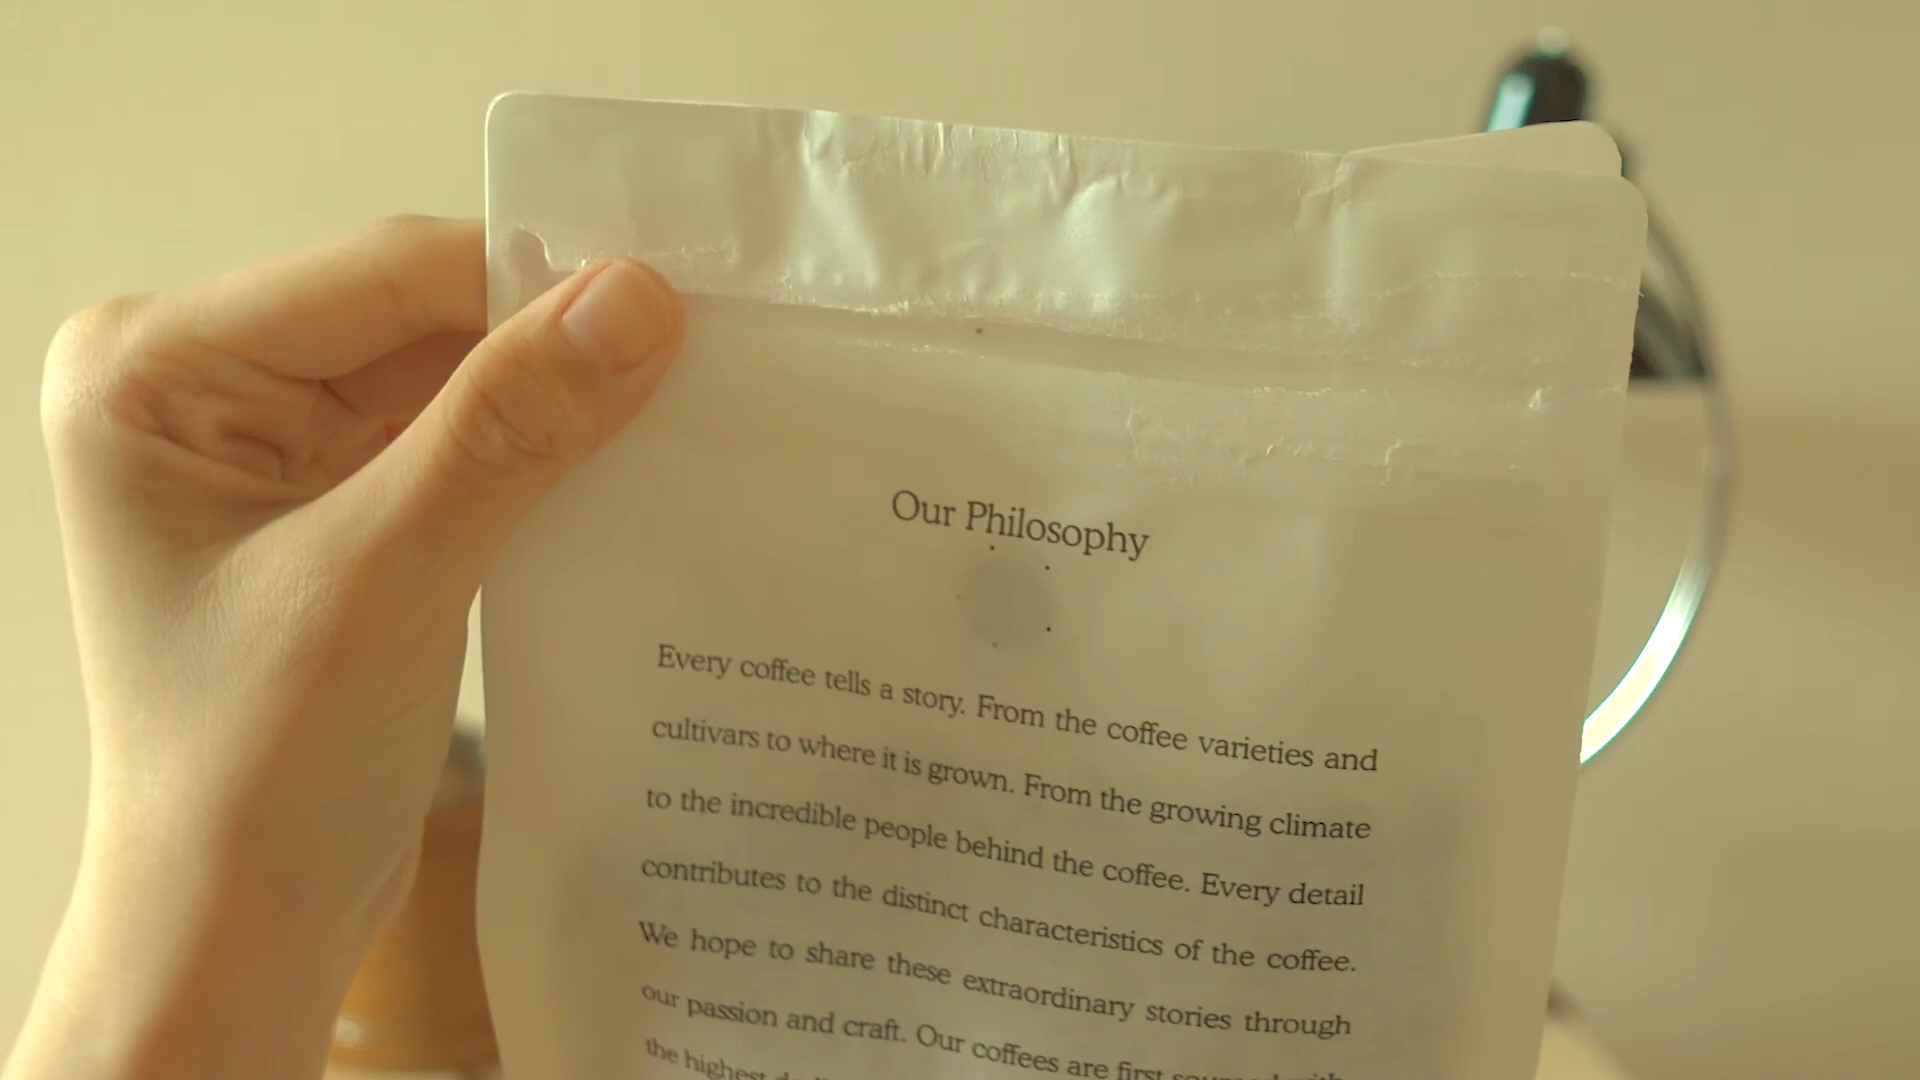 Our Philosophy
Every coffee tells a story. From the coffee varieties and
cultivars to where it is grown. From the growing climate
to the incredible people behind the coffee. Every detail
contributes to the distinct characteristics of the coffee.
We hope to share these extraordinary stories through
our passion and craft. Our coffees are first
the highest